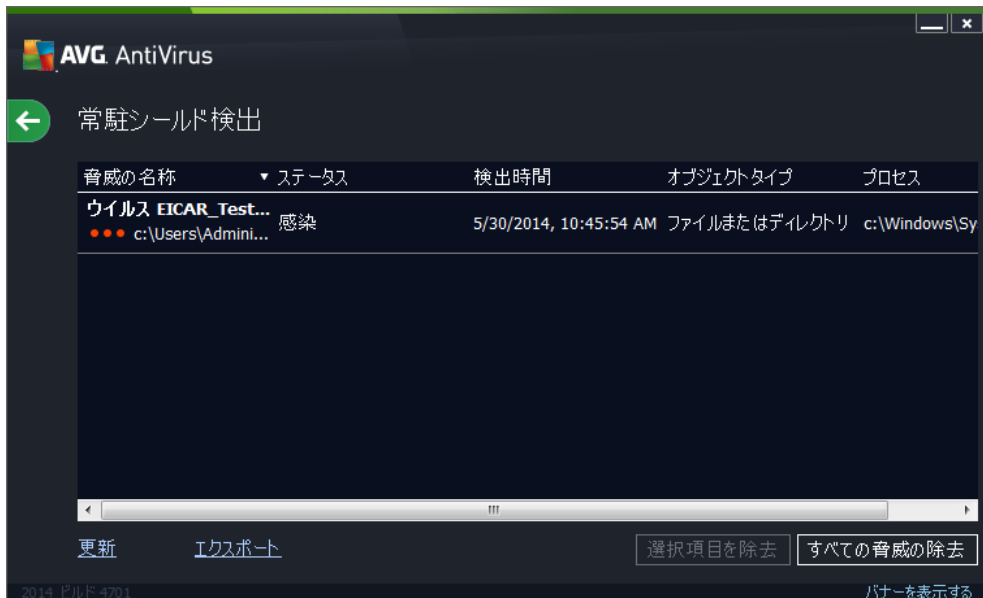 AVG. AntiVirus
常駐シールド検出
脅威の名称 ▼ ステータス 検出時間 オブジェクトタイプ プロセス
ウイルス EICAR_Test... 感染 5/30/2014, 10:45:54 AM ファイルまたはディレクトリ c:\Windows\Sy
c:\Users\Admini...
更新 エクスポート 選択項目を除去 すべての脅威の除去
2014 ビルド 4701 バナーを表示する